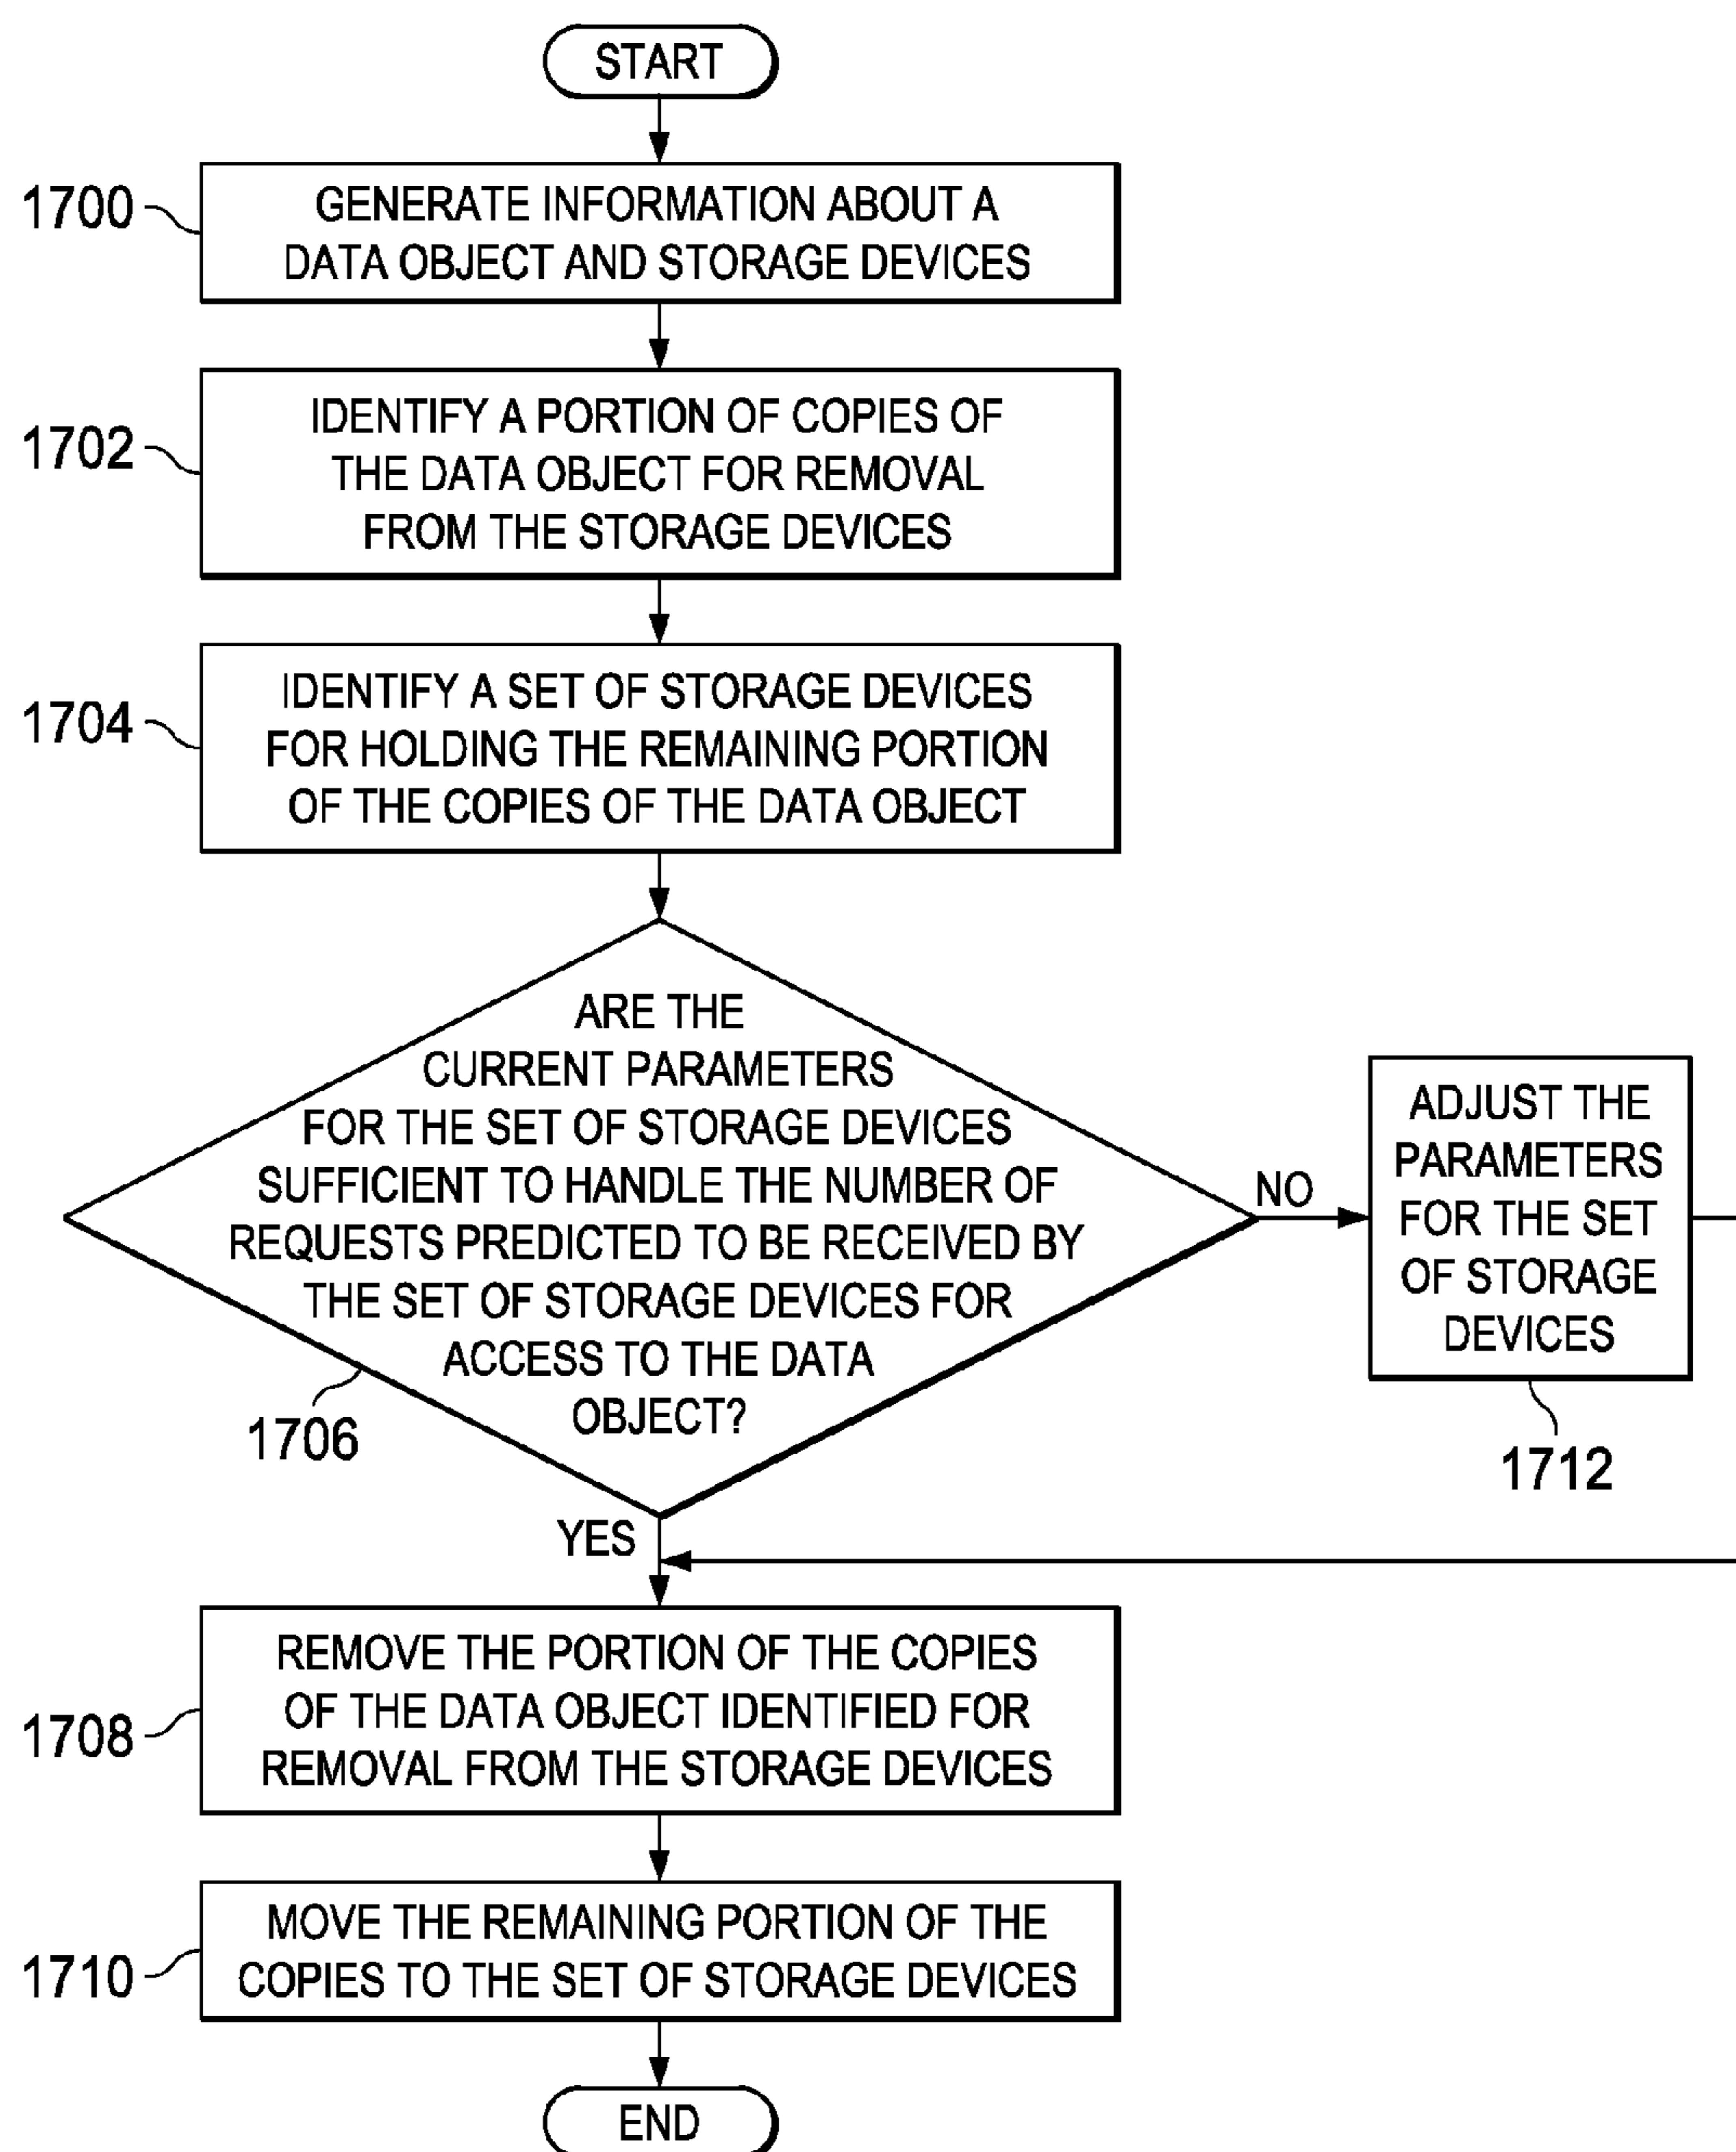 START
1700
GENERATE INFORMATION ABOUT A
DATA OBJECT AND STORAGE DEVICES
1702
IDENTIFY A PORTION OF COPIES OF
THE DATA OBJECT FOR REMOVAL
FROM THE STORAGE DEVICES
1704
IDENTIFY A SET OF STORAGE DEVICES
FOR HOLDING THE REMAINING PORTION
OF THE COPIES OF THE DATA OBJECT
ARE THE
CURRENT PARAMETERS
FOR THE SET OF STORAGE DEVICES
SUFFICIENT TO HANDLE THE NUMBER OF
REQUESTS PREDICTED TO BE RECEIVED BY
THE SET OF STORAGE DEVICES FOR
ACCESS TO THE DATA
OBJECT?
1706
NO
ADJUST THE
PARAMETERS
FOR THE SET
OF STORAGE
DEVICES
1712
YES
1708
REMOVE THE PORTION OF THE COPIES
OF THE DATA OBJECT IDENTIFIED FOR
REMOVAL FROM THE STORAGE DEVICES
1710
MOVE THE REMAINING PORTION OF THE
COPIES TO THE SET OF STORAGE DEVICES
END